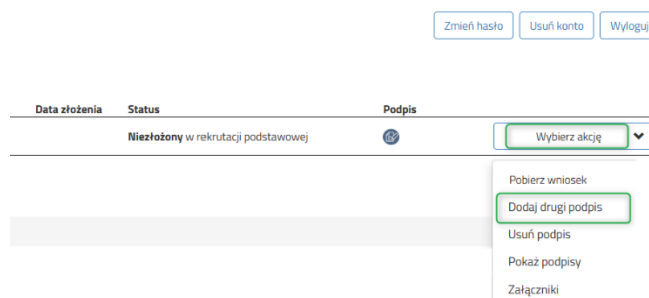 Zmień hasło Usuń konto Wyloguj
Data złożenia Status Podpis
Niezłożony w rekrutacji podstawowej Wybierz akcję
Pobierz wniosek
Dodaj drugi podpis
Usuń podpis
Pokaż podpisy
Załączniki